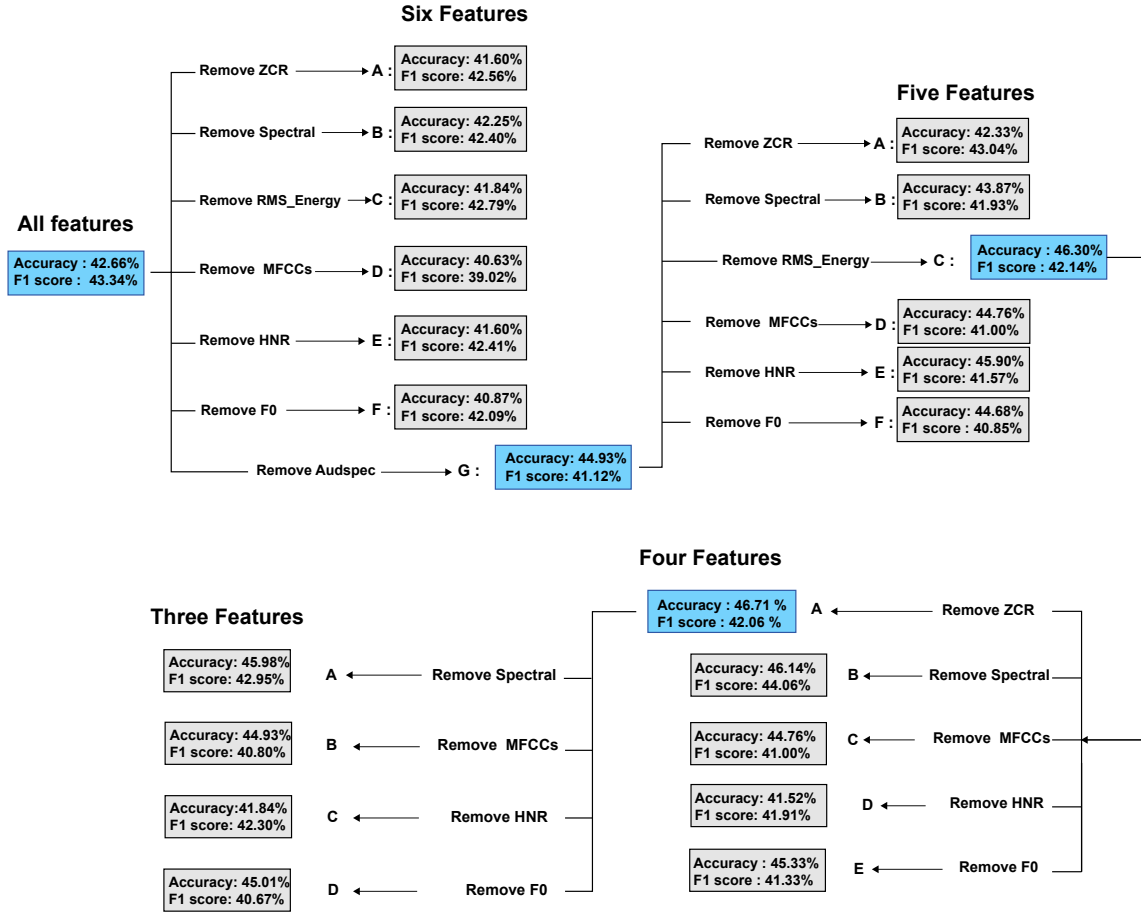 Six Features
Remove ZCR
A :
Accuracy: 41.60%
F1 score: 42.56%
Remove Spectral
B :
Accuracy: 42.25%
F1 score: 42.40%
Remove RMS_Energy
C :
Accuracy: 41.84%
F1 score: 42.79%
All features
Accuracy : 42.66%
F1 score : 43.34%
Remove MFCCs
D :
Accuracy: 40.63%
F1 score: 39.02%
Remove HNR
E :
Accuracy: 41.60%
F1 score: 42.41%
Remove F0
F :
Accuracy: 40.87%
F1 score: 42.09%
Remove Audspec
G :
Accuracy: 44.93%
F1 score: 41.12%
Five Features
Remove ZCR
A :
Accuracy: 42.33%
F1 score: 43.04%
Remove Spectral
B :
Accuracy: 43.87%
F1 score: 41.93%
Remove RMS_Energy
C :
Accuracy: 46.30%
F1 score : 42.14%
Remove MFCCs
D :
Accuracy: 44.76%
F1 score: 41.00%
Remove HNR
E :
Accuracy: 45.90%
F1 score: 41.57%
Remove F0
F :
Accuracy: 44.68%
F1 score : 40.85%
Four Features
Accuracy : 46.71 %
F1 score : 42.06 %
A
Remove ZCR
Accuracy: 46.14%
F1 score: 44.06%
B
Remove Spectral
Accuracy: 44.76%
F1 score: 41.00%
C
Remove MFCCs
Accuracy: 41.52%
F1 score: 41.91%
D
Remove HNR
Accuracy : 45.33%
F1 score : 41.33%
E
Remove F0
Three Features
Accuracy: 45.98%
F1 score: 42.95%
A
Remove Spectral
Accuracy: 44.93%
F1 score: 40.80%
B
Remove MFCCs
Accuracy: 41.84%
F1 score: 42.30%
C
Remove HNR
Accuracy: 45.01%
F1 score: 40.67%
D
Remove F0